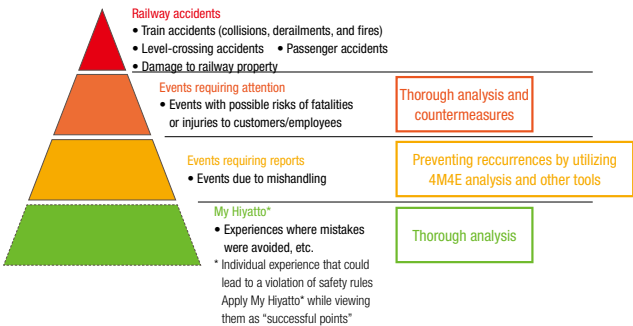 Railway accidents
• Train accidents (collisions, derailments, and fires)
• Level-crossing accidents • Passenger accidents
• Damage to railway property
Events requiring attention
• Events with possible risks of fatalities
or injuries to customers/employees
Thorough analysis and
countermeasures
Events requiring reports
• Events due to mishandling
Preventing reccurrences by utilizing
4M4E analysis and other tools
My Hiyatto*
• Experiences where mistakes
were avoided, etc.
* Individual experience that could
lead to a violation of safety rules
Apply My Hiyatto* while viewing
them as “successful points”
Thorough analysis